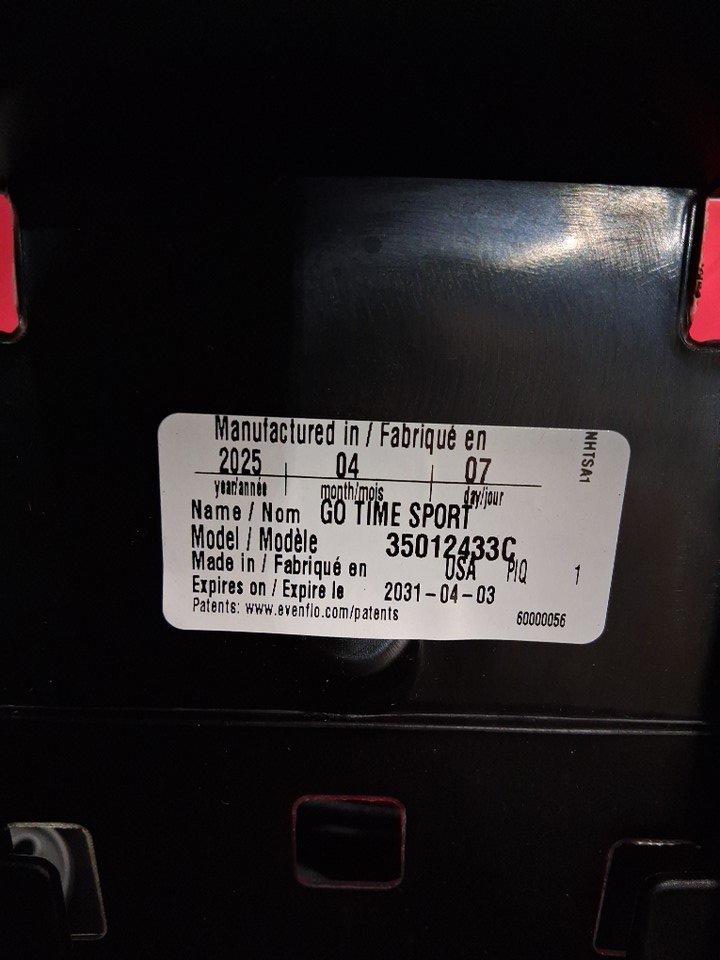 Manufactured in / Fabriqué en
2025 04 07
year/année month/mois day/jour
Name / Nom GO TIME SPORT
Model / Modèle 35012433C
Made in / Fabriqué en USA PIQ 1
Expires on / Expire le 2031-04-03
Patents: www.evenflo.com/patents 60000056
NHTSA1